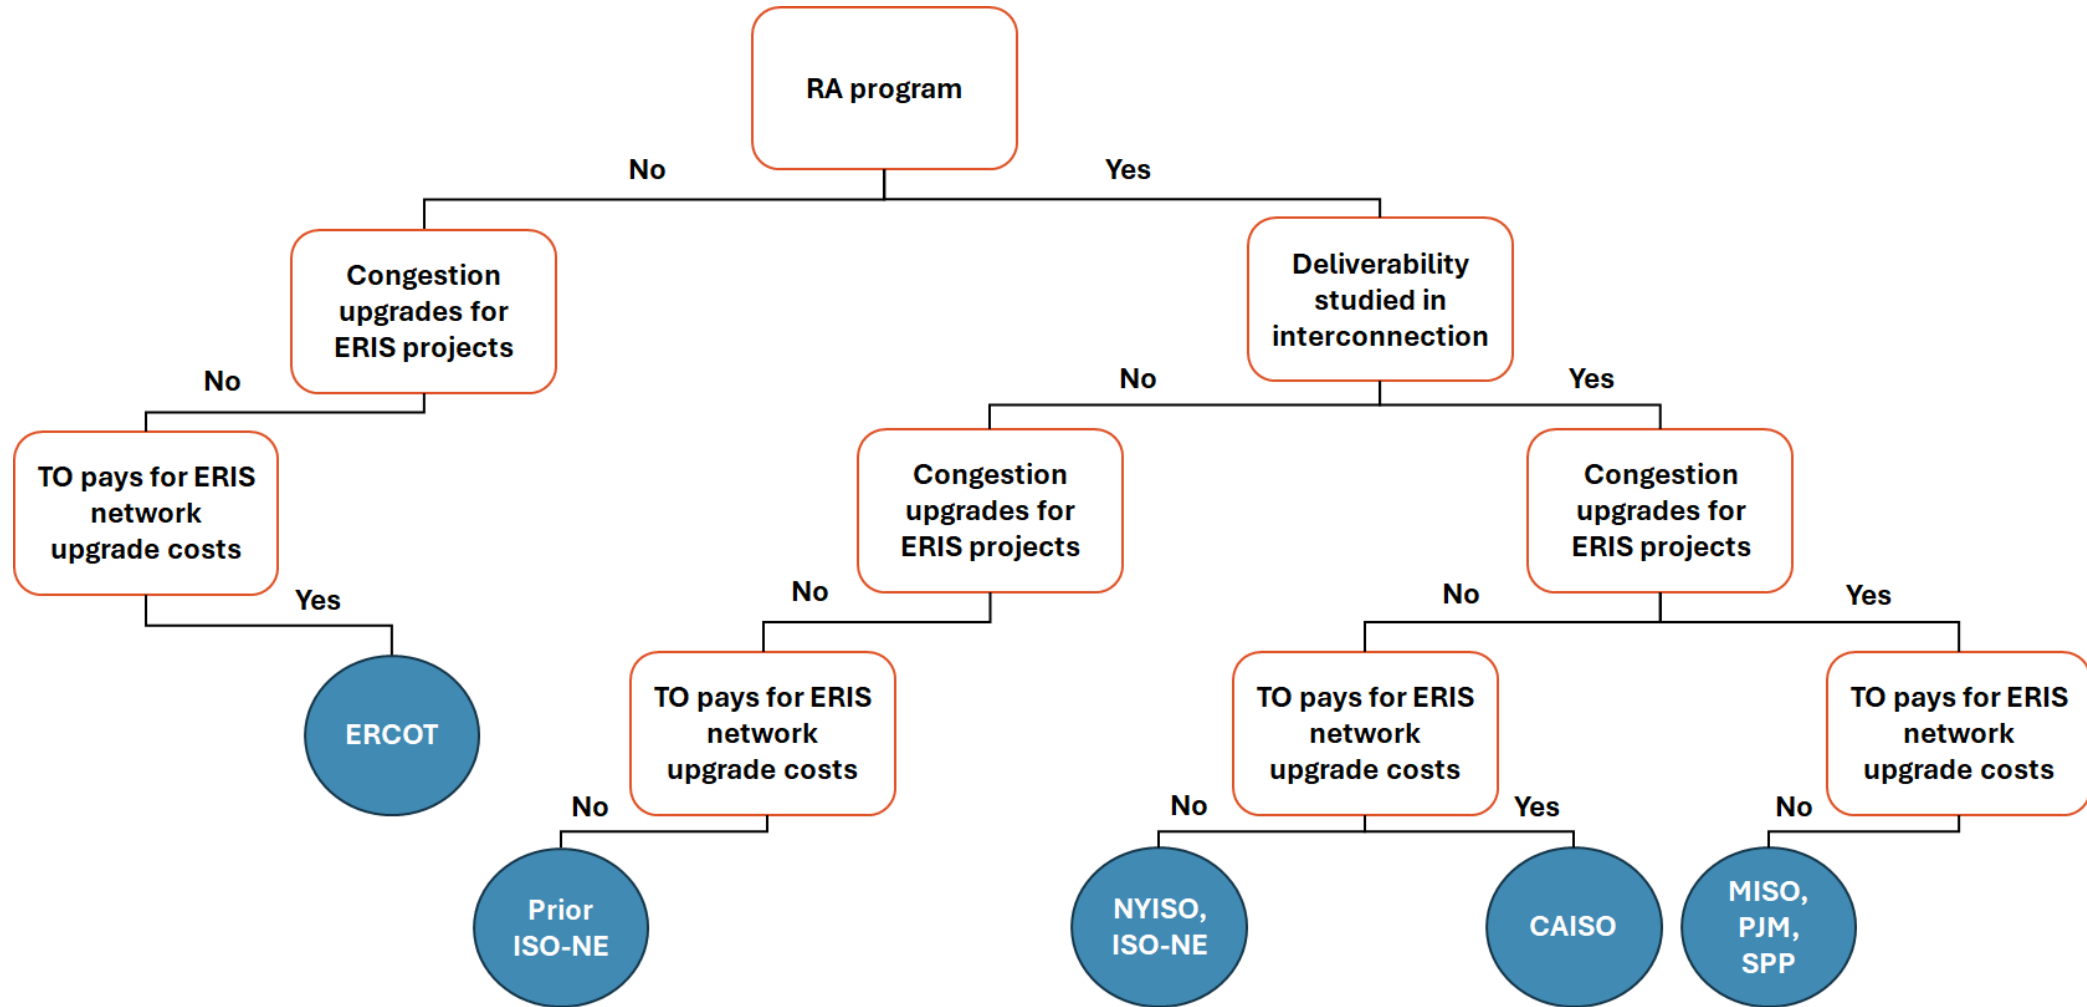 RA program
No
Yes
Congestion
upgrades for
ERIS projects
Deliverability
studied in
interconnection
No
No
Yes
TO pays for ERIS
network
upgrade costs
Congestion
upgrades for
ERIS projects
Congestion
upgrades for
ERIS projects
Yes
No
No
Yes
ERCOT
TO pays for ERIS
network
upgrade costs
TO pays for ERIS
network
upgrade costs
TO pays for ERIS
network
upgrade costs
No
No
Yes
No
Prior
ISO-NE
NYISO,
ISO-NE
CAISO
MISO,
PJM,
SPP